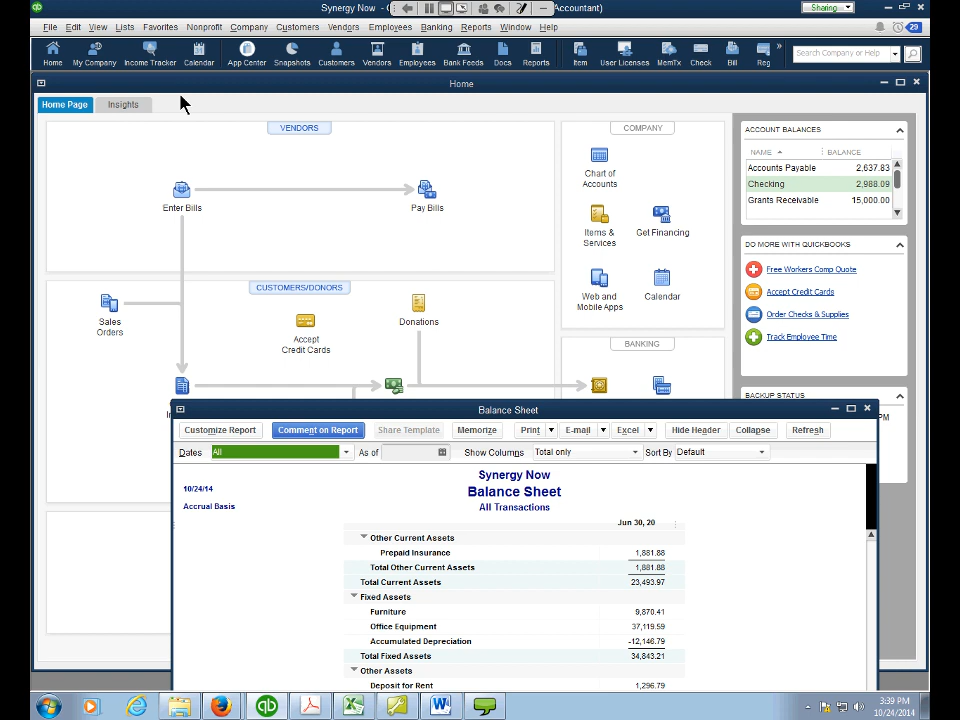 Synergy Now - Accountant)
Sharing
File Edit View Lists Favorites Nonprofit Company Customers Vendors Employees Banking Reports Window Help
29
Home My Company Income Tracker Calendar App Center Snapshots Customers Vendors Employees Bank Feeds Docs Reports Item User Licenses MemTx Check Bill Reg
Search Company or Help
Home
Home Page Insights
VENDORS
Enter Bills
Pay Bills
CUSTOMERS/DONORS
Sales
Orders
Accept
Credit Cards
Donations
COMPANY
Chart of
Accounts
Items &
Services
Get Financing
Web and
Mobile Apps
Calendar
BANKING
ACCOUNT BALANCES
NAME BALANCE
Accounts Payable 2,637.83
Checking 2,988.09
Grants Receivable 15,000.00
DO MORE WITH QUICKBOOKS
Free Workers Comp Quote
Accept Credit Cards
Order Checks & Supplies
Track Employee Time
BACKUP STATUS
PM
Balance Sheet
Customize Report Comment on Report Share Template Memorize Print E-mail Excel Hide Header Collapse Refresh
Dates All As of Show Columns Total only Sort By Default
Synergy Now
10/24/14 Balance Sheet
Accrual Basis All Transactions
Jun 30, 20
Other Current Assets
Prepaid Insurance 1,881.88
Total Other Current Assets 1,881.88
Total Current Assets 23,493.97
Fixed Assets
Furniture 9,870.41
Office Equipment 37,119.59
Accumulated Depreciation -12,146.79
Total Fixed Assets 34,843.21
Other Assets
Deposit for Rent 1,296.79
3:39 PM
10/24/2014